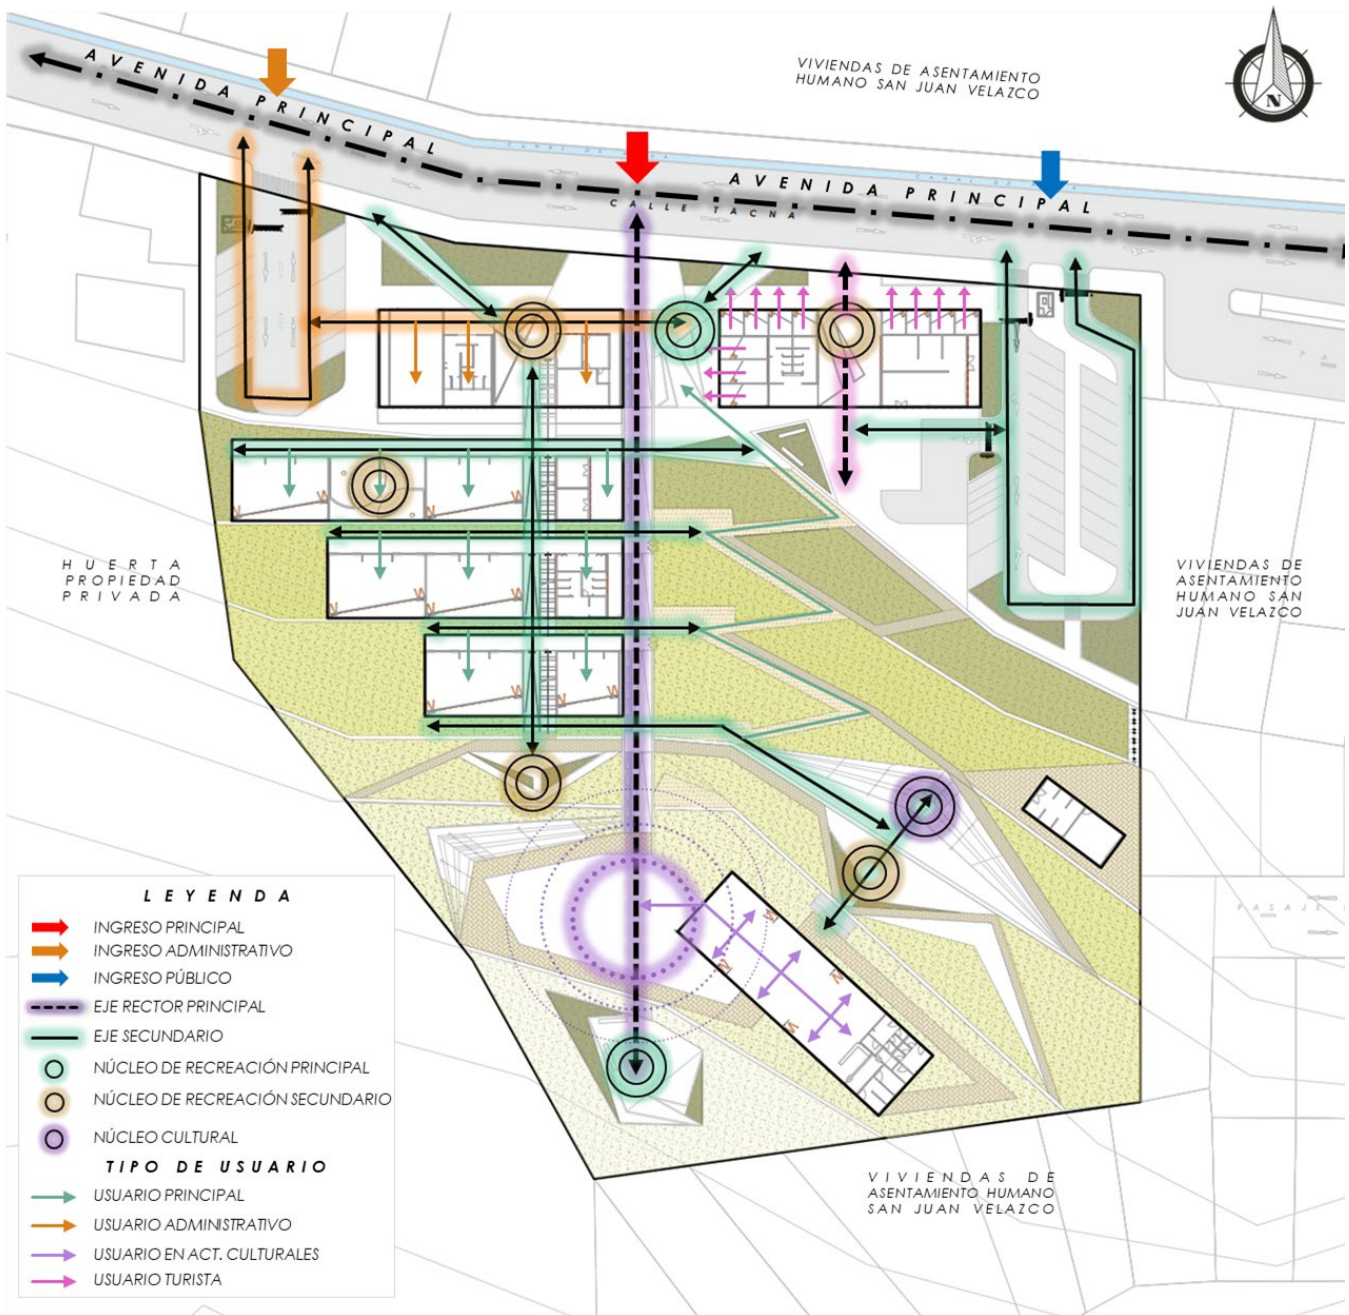 AVENIDA PRINCIPAL
VIVIENDAS DE ASENTAMIENTO
HUMANO SAN JUAN VELAZCO
N
AVENIDA PRINCIPAL
CALLE TACNA
HUERTA
PROPIEDAD
PRIVADA
VIVIENDAS DE
ASENTAMIENTO
HUMANO SAN
JUAN VELAZCO
LEYENDA
INGRESO PRINCIPAL
INGRESO ADMINISTRATIVO
INGRESO PÚBLICO
EJE RECTOR PRINCIPAL
EJE SECUNDARIO
NÚCLEO DE RECREACIÓN PRINCIPAL
NÚCLEO DE RECREACIÓN SECUNDARIO
NÚCLEO CULTURAL
TIPO DE USUARIO
USUARIO PRINCIPAL
USUARIO ADMINISTRATIVO
USUARIO EN ACT. CULTURALES
USUARIO TURISTA
PASAJE
VIVIENDAS DE
ASENTAMIENTO HUMANO
SAN JUAN VELAZCO